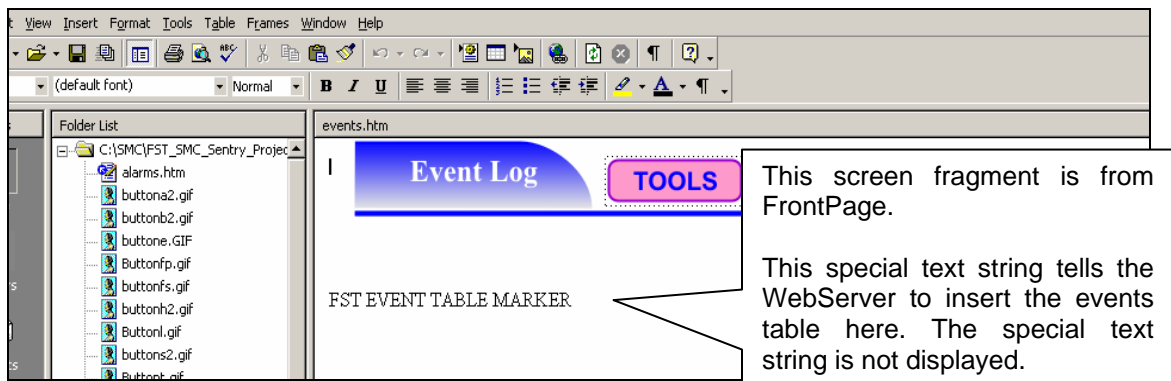 View Insert Format Tools Table Frames Window Help
(default font) Normal B I U
Folder List events.htm
C:\SMC\FST_SMC_Sentry_Projec
alarms.htm
buttona2.gif
buttonb2.gif
buttone.GIF
Buttonfp.gif
buttonfs.gif
buttonh2.gif
Buttonl.gif
buttons2.gif
Buttont.gif
Event Log
TOOLS
FST EVENT TABLE MARKER
This screen fragment is from
FrontPage.
This special text string tells the
WebServer to insert the events
table here. The special text
string is not displayed.